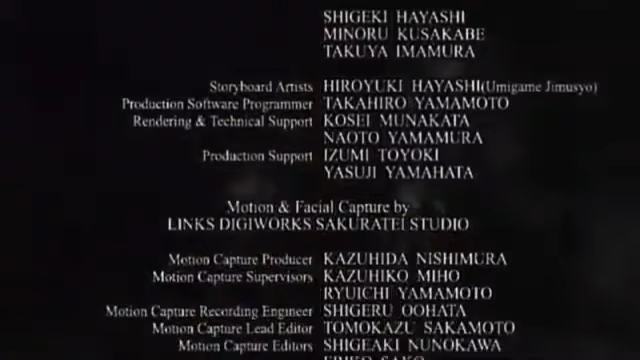 SHIGEKI HAYASHI
MINORU KUSAKABE
TAKUYA IMAMURA
Storyboard Artists HIROYUKI HAYASHI(Umigame Jimusyo)
Production Software Programmer TAKAHIRO YAMAMOTO
Rendering & Technical Support KOSEI MUNAKATA
NAOTO YAMAMURA
Production Support IZUMI TOYOKI
YASUJI YAMAHATA
Motion & Facial Capture by
LINKS DIGIWORKS SAKURATEI STUDIO
Motion Capture Producer KAZUHIDA NISHIMURA
Motion Capture Supervisors KAZUHIKO MIHO
RYUICHI YAMAMOTO
Motion Capture Recording Engineer SHIGERU OOHATA
Motion Capture Lead Editor TOMOKAZU SAKAMOTO
Motion Capture Editors SHIGEAKI NUNOKAWA